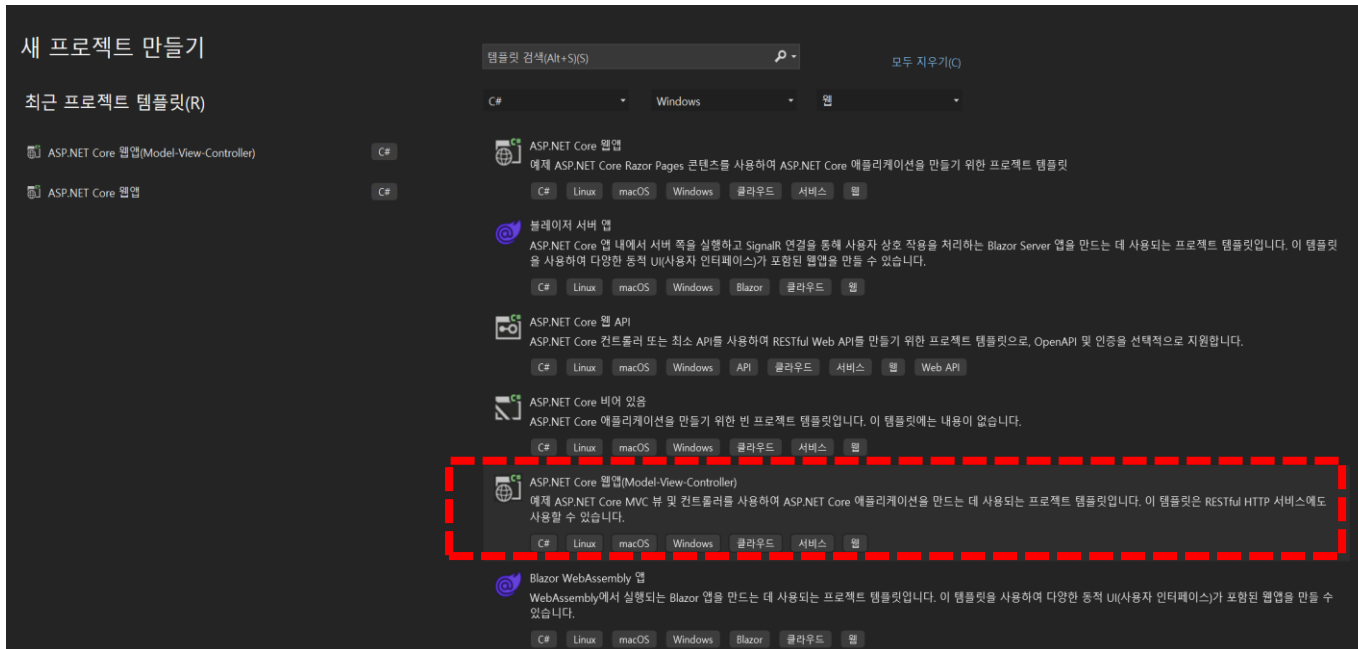 새 프로젝트 만들기
최근 프로젝트 템플릿(R)
ASP.NET Core 웹앱(Model-View-Controller) C#
ASP.NET Core 웹앱 C#
템플릿 검색(Alt+S)(S)
모두 지우기(C)
C# Windows 웹
ASP.NET Core 웹앱
예제 ASP.NET Core Razor Pages 콘텐츠를 사용하여 ASP.NET Core 애플리케이션을 만들기 위한 프로젝트 템플릿
C# Linux macOS Windows 클라우드 서비스 웹
블레이저 서버 앱
ASP.NET Core 앱 내에서 서버 쪽을 실행하고 SignalR 연결을 통해 사용자 상호 작용을 처리하는 Blazor Server 앱을 만드는 데 사용되는 프로젝트 템플릿입니다. 이 템플릿
을 사용하여 다양한 동적 UI(사용자 인터페이스)가 포함된 웹앱을 만들 수 있습니다.
C# Linux macOS Windows Blazor 클라우드 웹
ASP.NET Core 웹 API
ASP.NET Core 컨트롤러 또는 최소 API를 사용하여 RESTful Web API를 만들기 위한 프로젝트 템플릿으로, OpenAPI 및 인증을 선택적으로 지원합니다.
C# Linux macOS Windows API 클라우드 서비스 웹 Web API
ASP.NET Core 비어 있음
ASP.NET Core 애플리케이션을 만들기 위한 빈 프로젝트 템플릿입니다. 이 템플릿에는 내용이 없습니다.
C# Linux macOS Windows 클라우드 서비스 웹
ASP.NET Core 웹앱(Model-View-Controller)
예제 ASP.NET Core MVC 뷰 및 컨트롤러를 사용하여 ASP.NET Core 애플리케이션을 만드는 데 사용되는 프로젝트 템플릿입니다. 이 템플릿은 RESTful HTTP 서비스에도
사용할 수 있습니다.
C# Linux macOS Windows 클라우드 서비스 웹
Blazor WebAssembly 앱
WebAssembly에서 실행되는 Blazor 앱을 만드는 데 사용되는 프로젝트 템플릿입니다. 이 템플릿을 사용하여 다양한 동적 UI(사용자 인터페이스)가 포함된 웹앱을 만들 수
있습니다.
C# Linux macOS Windows Blazor 클라우드 웹